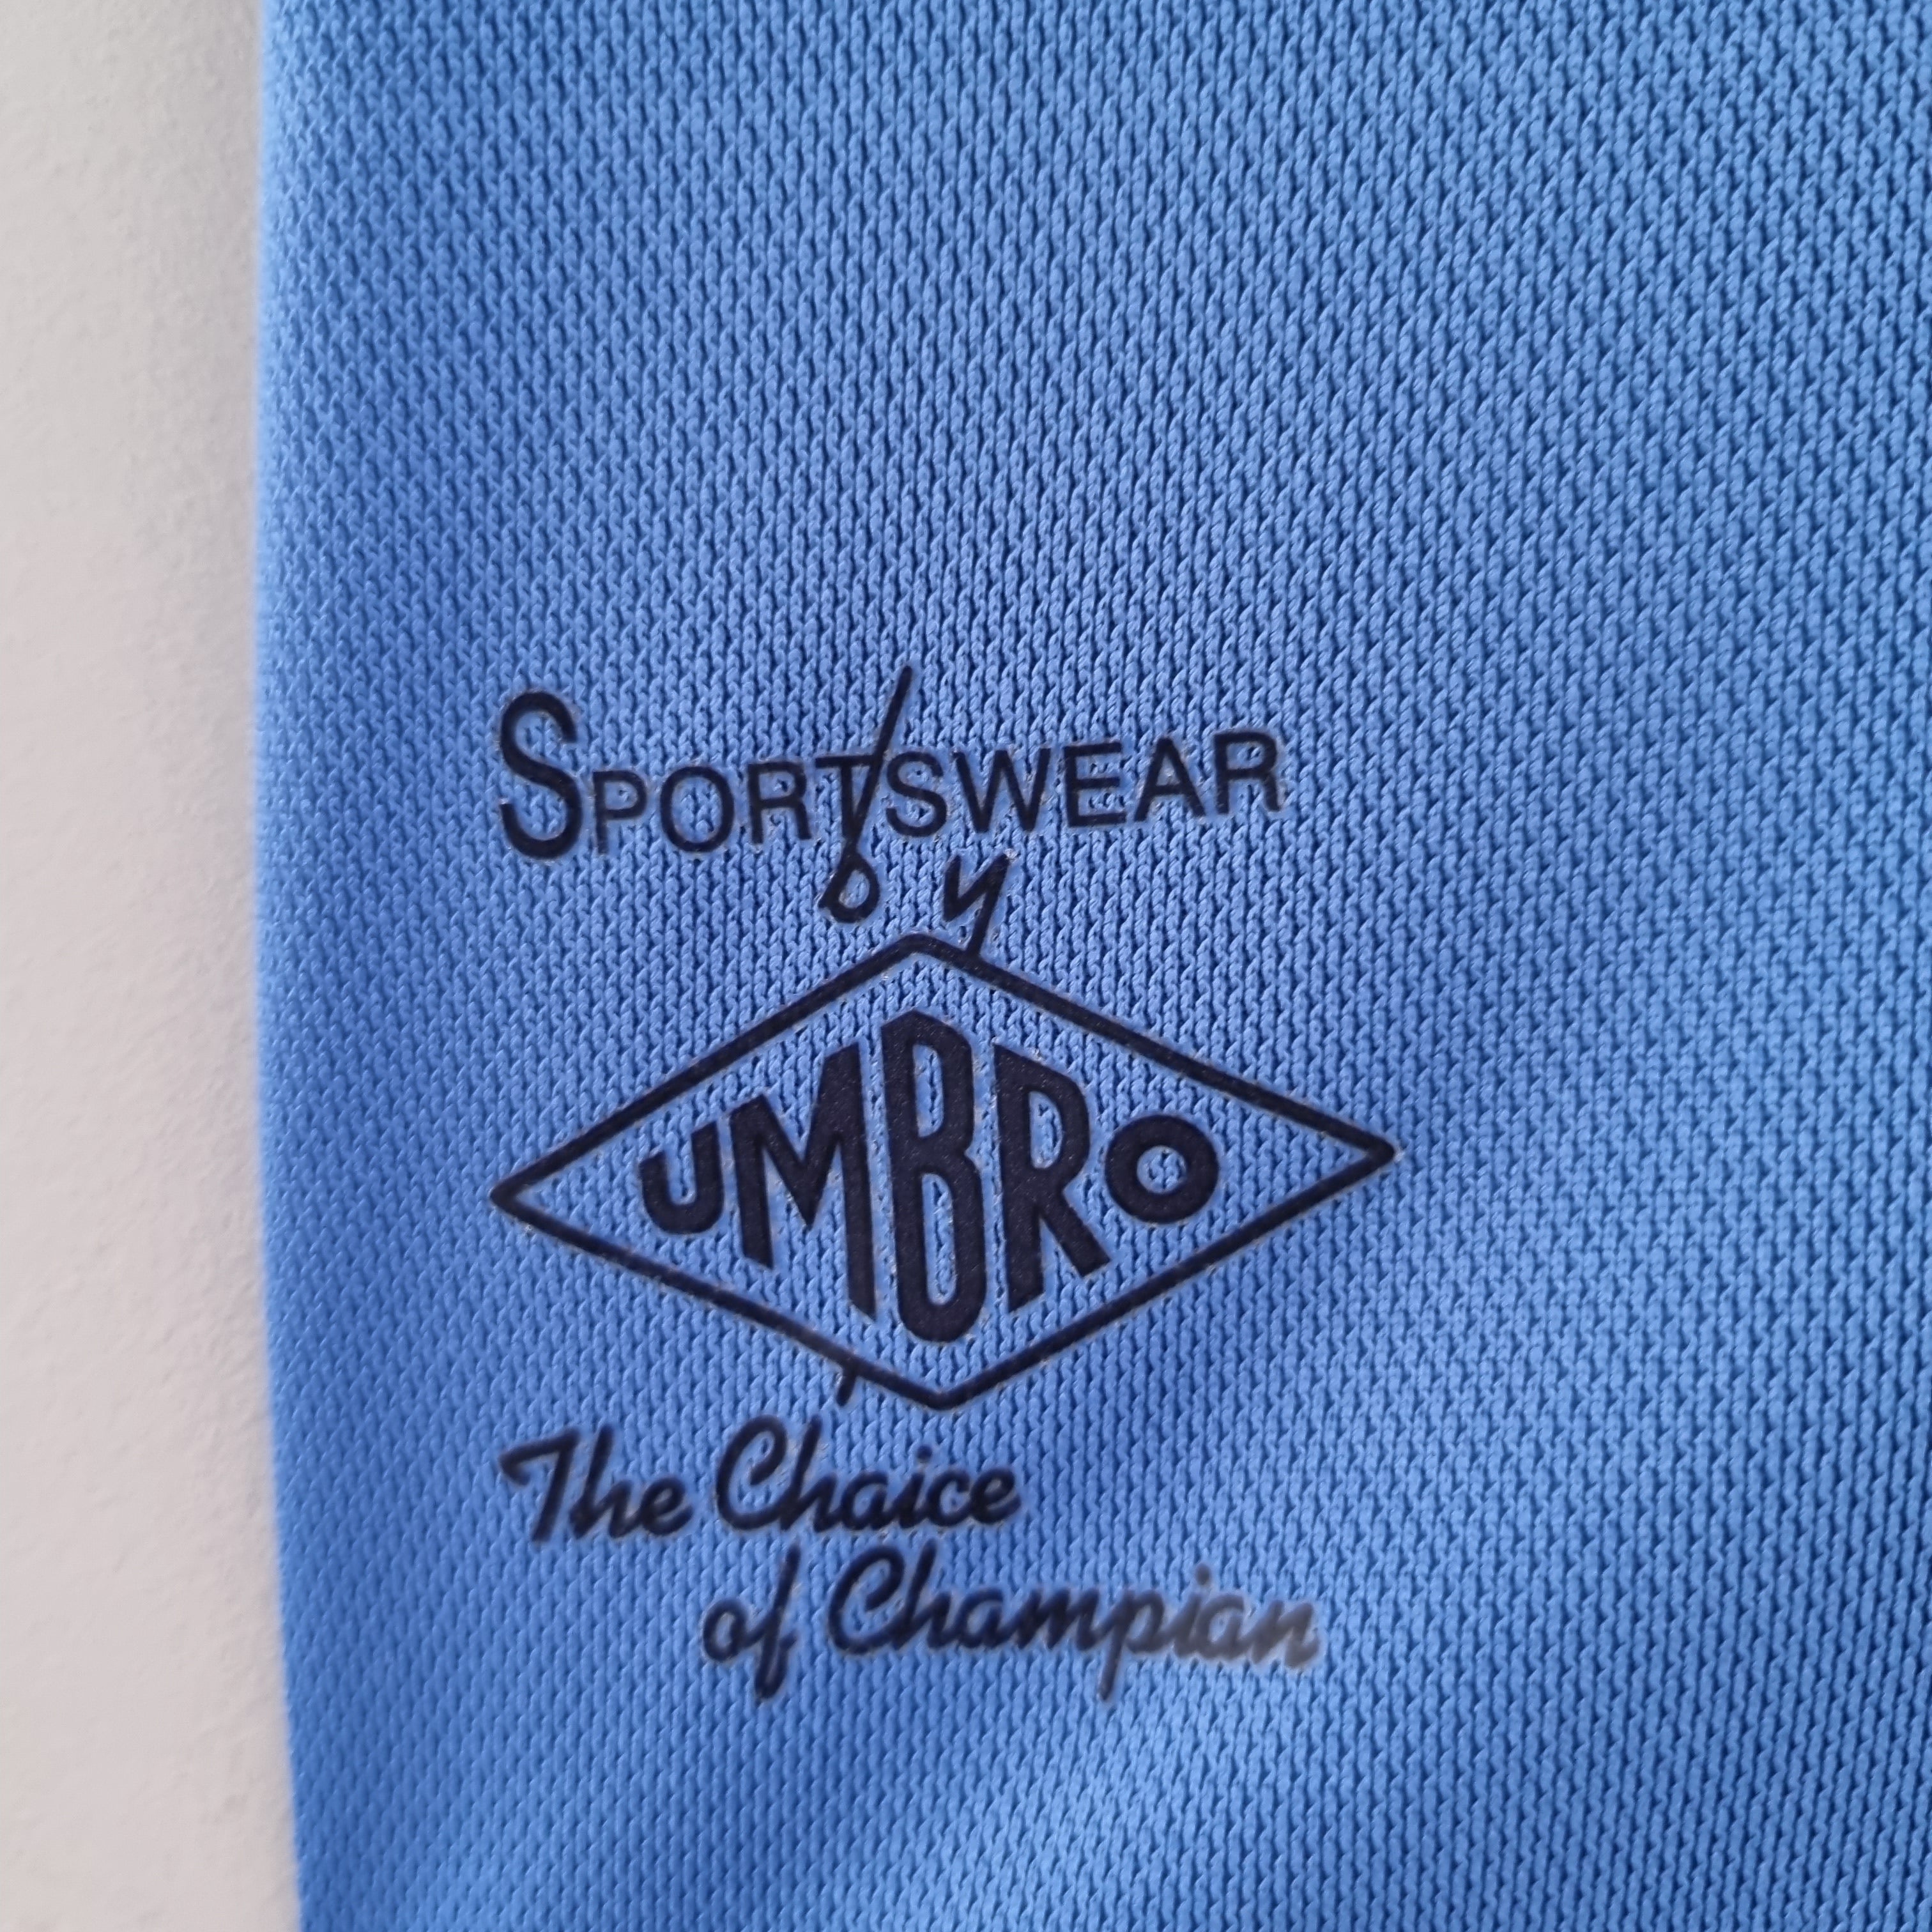 SPORTSWEAR
by
UMBRO
The Chaice
of Champian